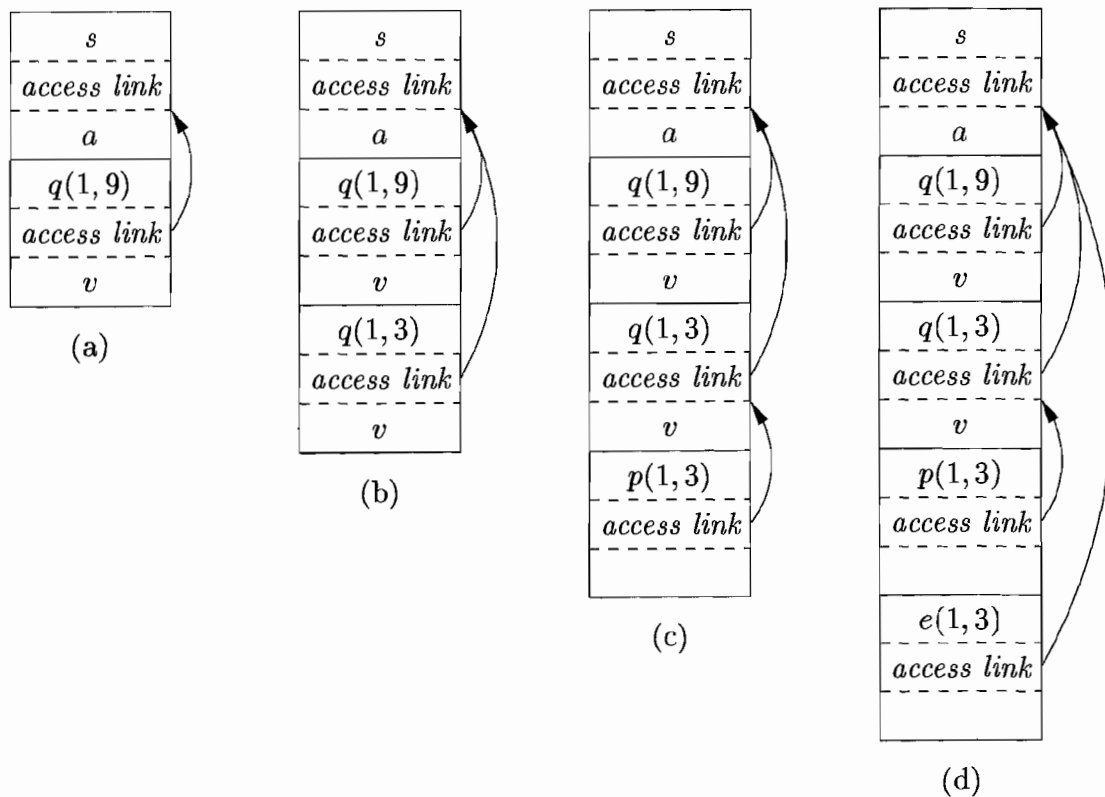 s
access link
a
q(1, 9)
access link
v
(a)
s
access link
a
q(1, 9)
access link
v
q(1, 3)
access link
v
(b)
s
access link
a
q(1, 9)
access link
v
q(1, 3)
access link
v
p(1, 3)
access link
(c)
s
access link
a
q(1, 9)
access link
v
q(1, 3)
access link
v
p(1, 3)
access link
e(1, 3)
access link
(d)